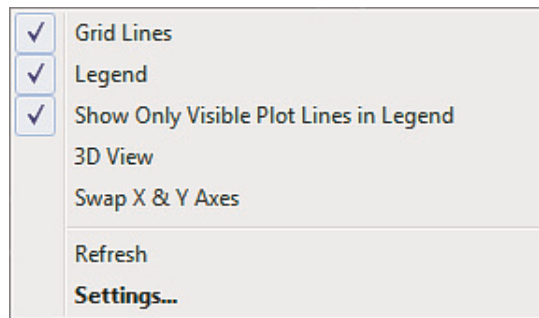 Grid Lines
Legend
Show Only Visible Plot Lines in Legend
3D View
Swap X & Y Axes
Refresh
Settings...